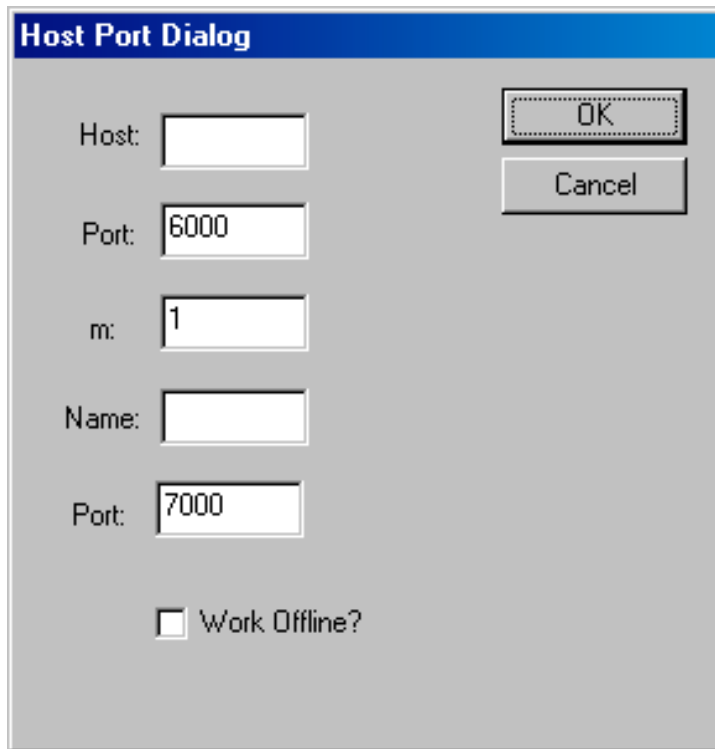 Host Port Dialog
Host:
OK
Cancel
Port: 6000
m: 1
Name:
Port: 7000
Work Offline?